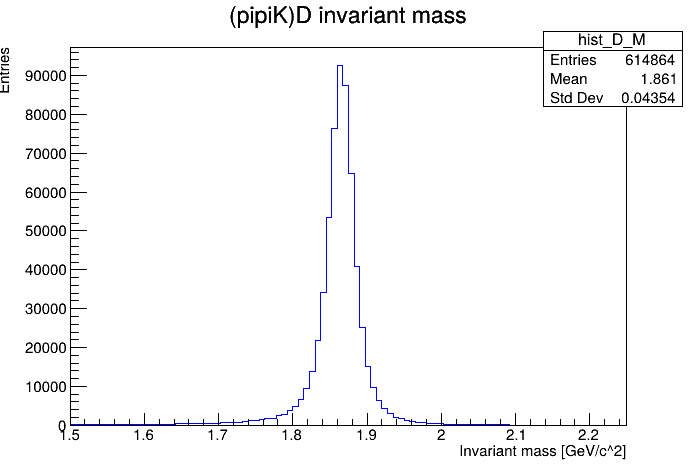 (pipiK)D invariant mass
hist_D_M
Entries 614864
Mean 1.861
Std Dev 0.04354
Entries
90000
80000
70000
60000
50000
40000
30000
20000
10000
0
1.5 1.6 1.7 1.8 1.9 2 2.1 2.2
Invariant mass [GeV/c^2]